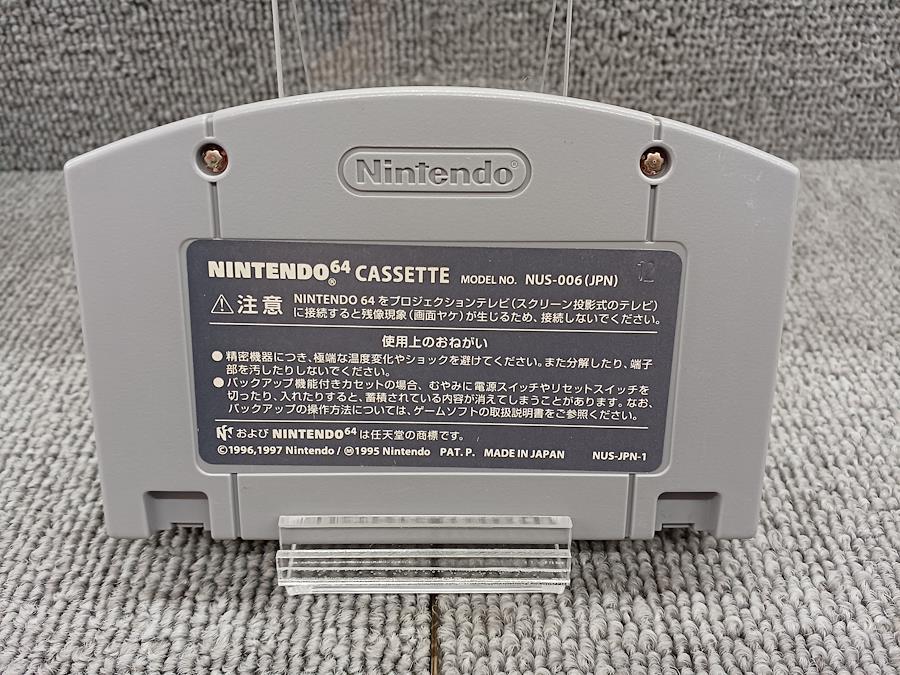 Nintendo®
NINTENDO64® CASSETTE MODEL NO. NUS-006(JPN) 12
⚠注意 NINTENDO 64をプロジェクションテレビ(スクリーン投影式のテレビ)
に接続すると残像現象(画面ヤケ)が生じるため、接続しないでください。
使用上のおねがい
●精密機器につき、極端な温度変化やショックを避けてください。また分解したり、端子
部を汚したりしないでください。
●バックアップ機能付きカセットの場合、むやみに電源スイッチやリセットスイッチを
切ったり、入れたりすると、蓄積されている内容が消えてしまうことがあります。なお、
バックアップの操作方法については、ゲームソフトの取扱説明書をご参照ください。
および NINTENDO64 は任天堂の商標です。
©1996,1997 Nintendo/Ⓜ1995 Nintendo PAT. P. MADE IN JAPAN NUS-JPN-1